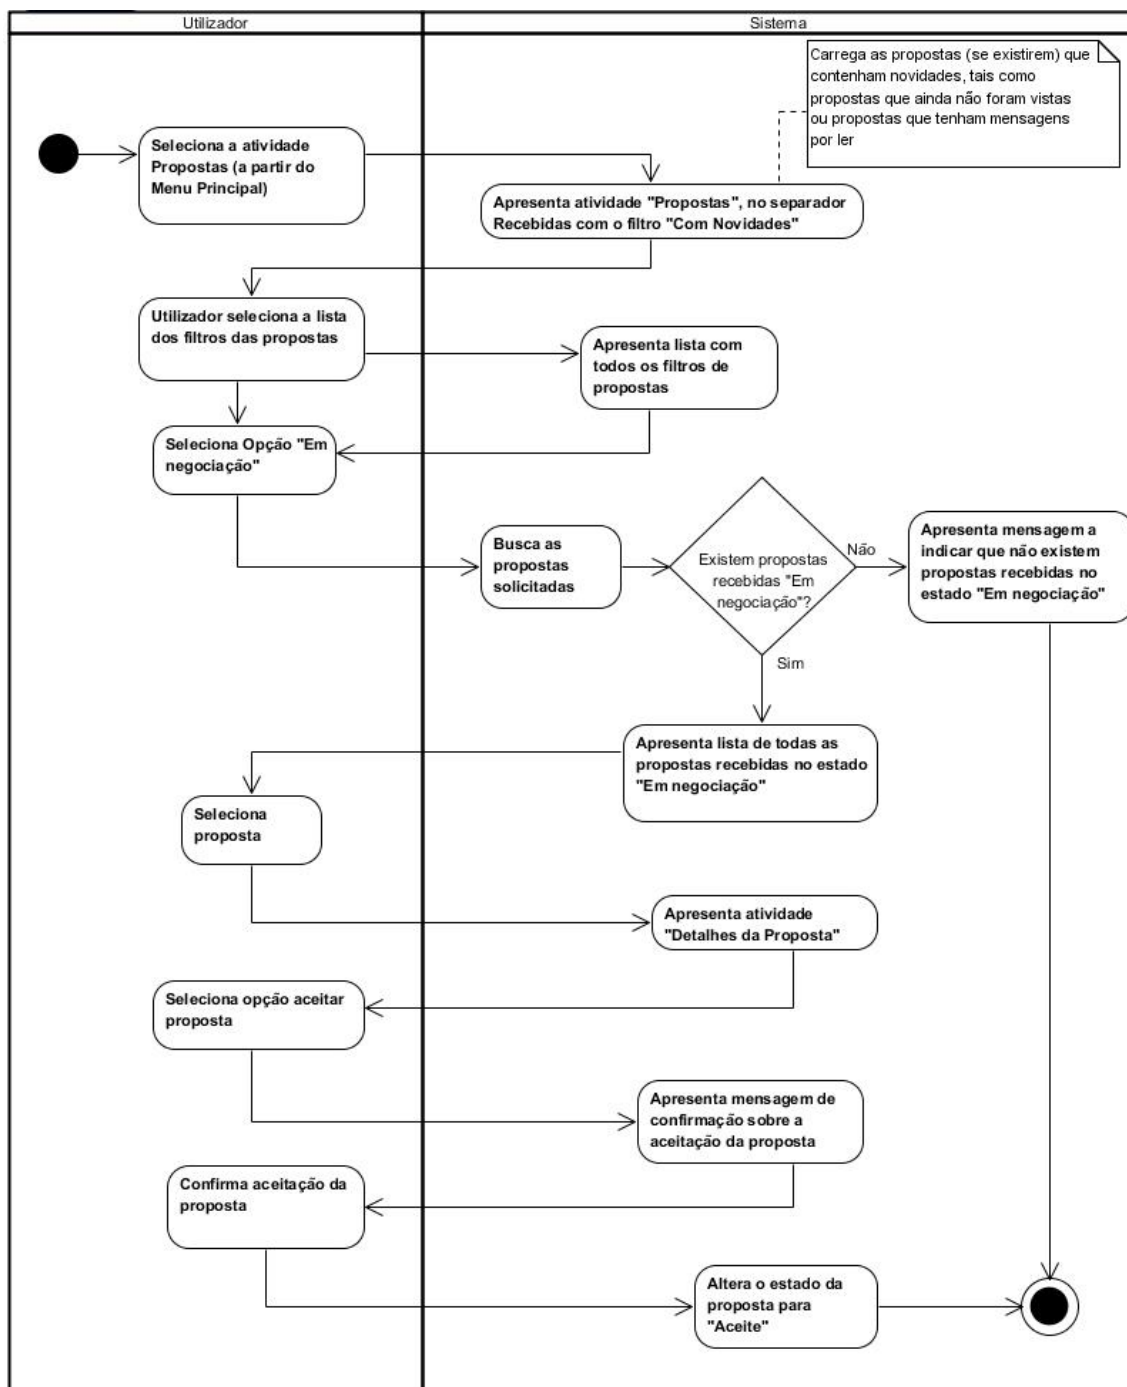 Utilizador
Sistema
Carrega as propostas (se existirem) que
contenham novidades, tais como
propostas que ainda não foram vistas
ou propostas que tenham mensagens
por ler
Seleciona a atividade
Propostas (a partir do
Menu Principal)
Apresenta atividade "Propostas", no separador
Recebidas com o filtro "Com Novidades"
Utilizador seleciona a lista
dos filtros das propostas
Apresenta lista com
todos os filtros de
propostas
Seleciona Opção "Em
negociação"
Busca as
propostas
solicitadas
Existem propostas
recebidas "Em
negociação"?
Não
Apresenta mensagem a
indicar que não existem
propostas recebidas no
estado "Em negociação"
Sim
Apresenta lista de todas as
propostas recebidas no estado
"Em negociação"
Seleciona
proposta
Apresenta atividade
"Detalhes da Proposta"
Seleciona opção aceitar
proposta
Apresenta mensagem de
confirmação sobre a
aceitação da proposta
Confirma aceitação da
proposta
Altera o estado da
proposta para
"Aceite"